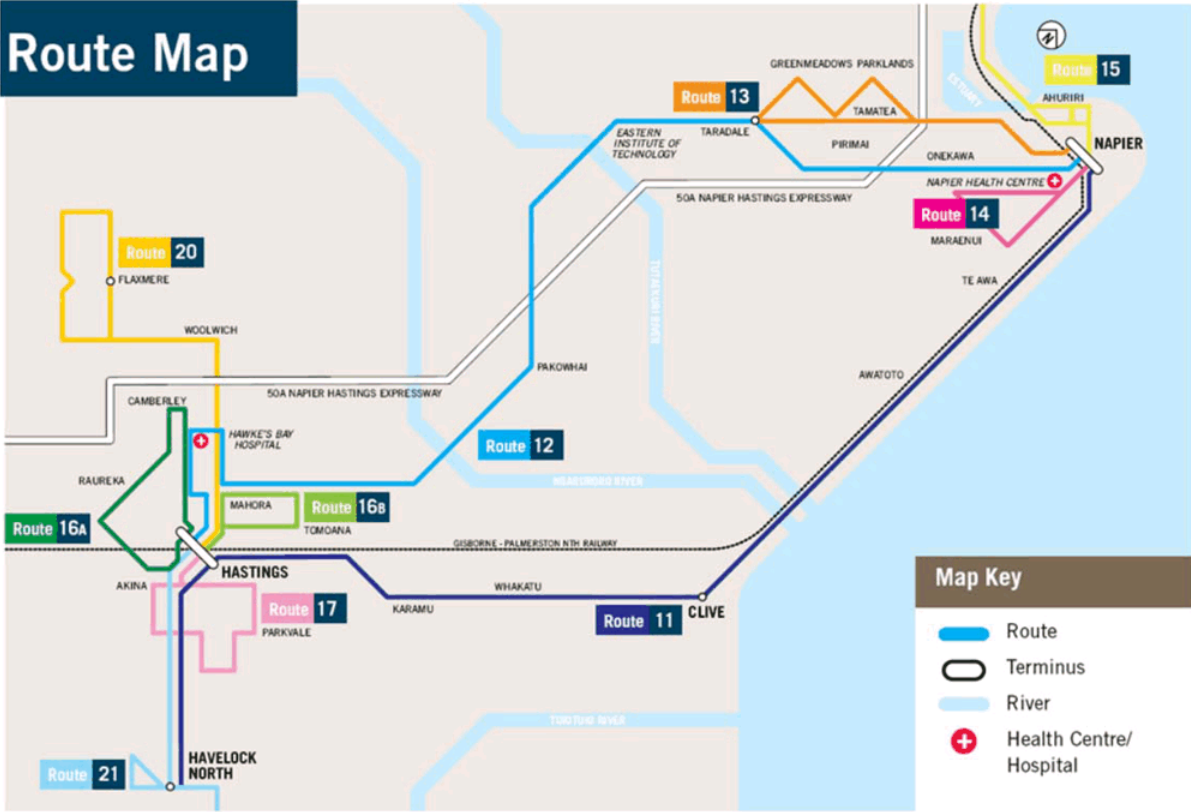 Route Map
GREENMEADOWS PARKLANDS
Route 15
ESTUARY
AHURIRI
Route 13
TAMATEA
TARADALE
EASTERN
INSTITUTE OF
TECHNOLOGY
PIRIMAI
ONEKAWA
NAPIER
NAPIER HEALTH CENTRE
50A NAPIER HASTINGS EXPRESSWAY
Route 14
MARAENUI
Route 20
FLAXMERE
TE AWA
TUTAEKURI RIVER
WOOLWICH
PAKOWHAI
AWATOTO
50A NAPIER HASTINGS EXPRESSWAY
CAMBERLEY
HAWKE'S BAY
HOSPITAL
Route 12
RAUREKA
NGARURORO RIVER
MAHORA
Route 16B
Route 16A
TOMOANA
GISBORNE - PALMERSTON NTH RAILWAY
HASTINGS
AKINA
WHAKATU
Route 17
KARAMU
Route 11
CLIVE
PARKVALE
Map Key
Route
Terminus
River
Health Centre/
Hospital
HAVELOCK
NORTH
Route 21